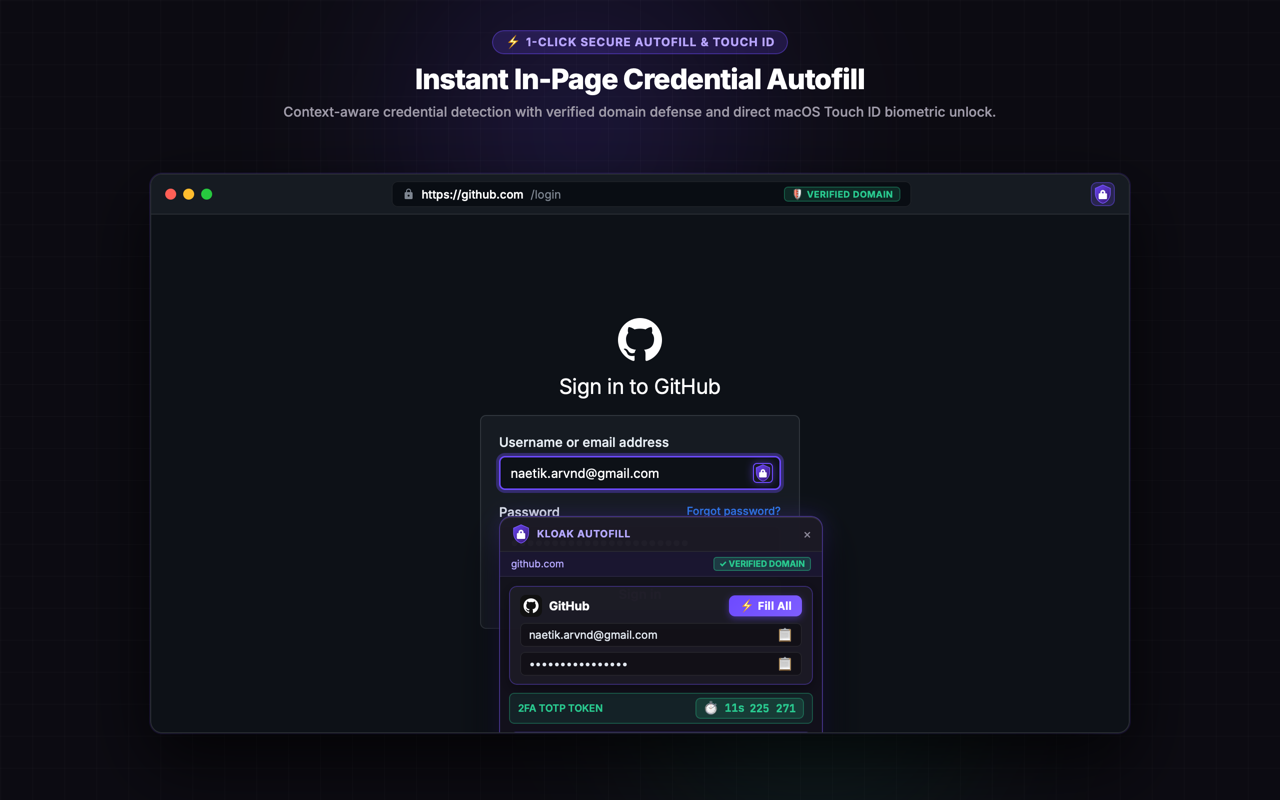 ⚡ 1-CLICK SECURE AUTOFILL & TOUCH ID
Instant In-Page Credential Autofill
Context-aware credential detection with verified domain defense and direct macOS Touch ID biometric unlock.
https://github.com /login
VERIFIED DOMAIN
Sign in to GitHub
Username or email address
naetik.arvnd@gmail.com
Password Forgot password?
KLOAK AUTOFILL ×
github.com ✓ VERIFIED DOMAIN
GitHub ⚡ Fill All
naetik.arvnd@gmail.com
••••••••••••••••
2FA TOTP TOKEN 11s 225 271